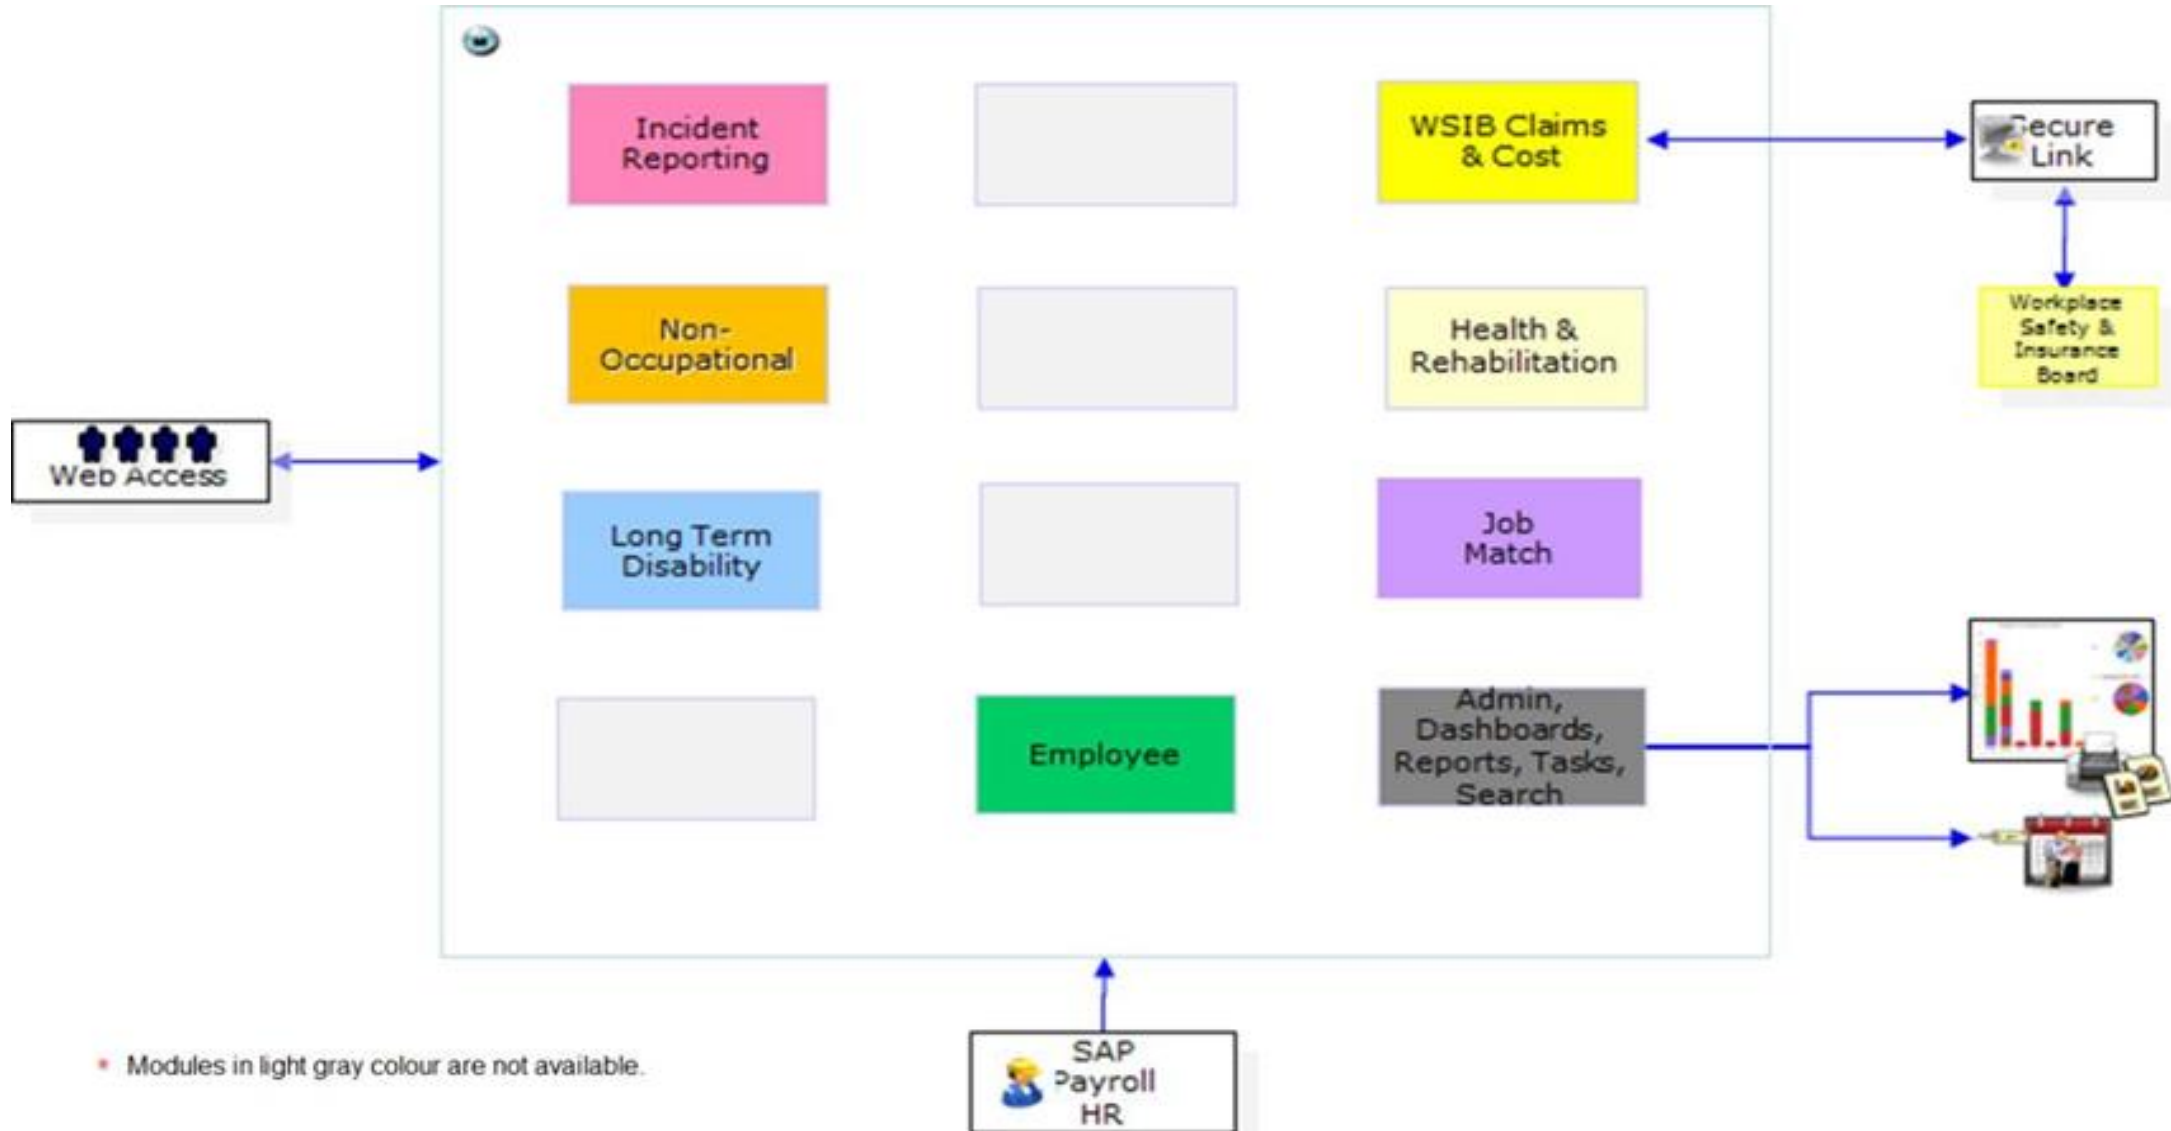 Incident
Reporting
WSIB Claims
& Cost
Secure
Link
Non-
Occupational
Health &
Rehabilitation
Workplace
Safety &
Insurance
Board
Web Access
Long Term
Disability
Job
Match
Employee
Admin,
Dashboards,
Reports, Tasks,
Search
SAP
Payroll
HR
* Modules in light gray colour are not available.